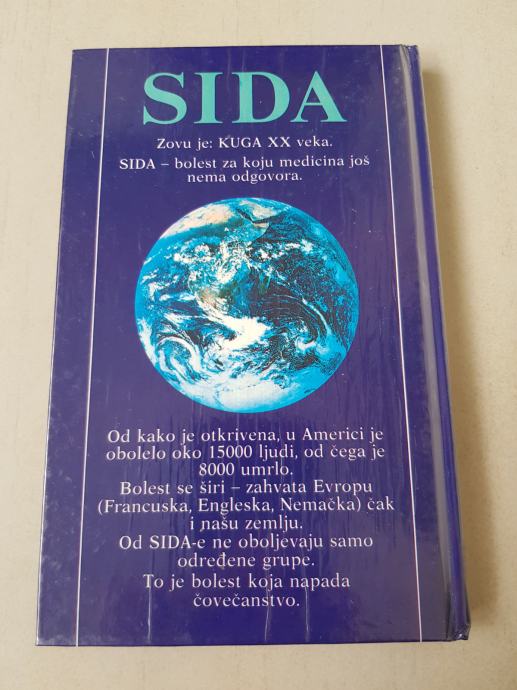 SIDA
Zovu je: KUGA XX veka.
SIDA – bolest za koju medicina još
nema odgovora.
Od kako je otkrivena, u Americi je
obolelo oko 15000 ljudi, od čega je
8000 umrlo.
Bolest se širi – zahvata Evropu
(Francuska, Engleska, Nemačka) čak
i našu zemlju.
Od SIDA-e ne oboljevaju samo
određene grupe.
To je bolest koja napada
čovečanstvo.